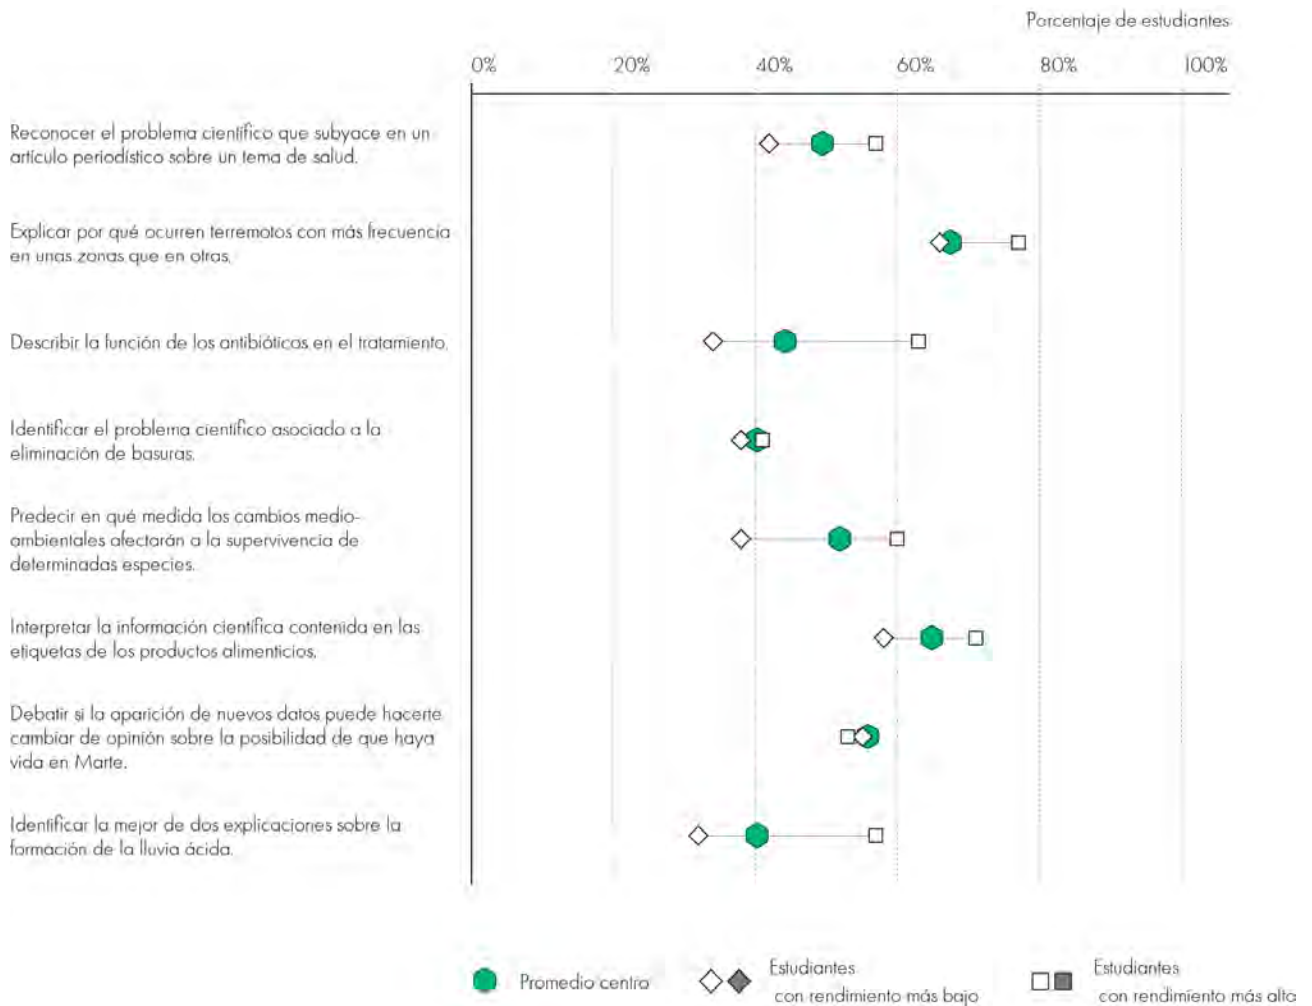 Porcentaje de estudiantes
0% 20% 40% 60% 80% 100%
Reconocer el problema científico que subyace en un
artículo periodístico sobre un tema de salud.
Explicar por qué ocurren terremotos con más frecuencia
en unas zonas que en otras.
Describir la función de los antibióticos en el tratamiento.
Identificar el problema científico asociado a la
eliminación de basuras.
Predecir en qué medida los cambios medio-
ambientales afectarán a la supervivencia de
determinadas especies.
Interpretar la información científica contenida en las
etiquetas de los productos alimenticios.
Debatir si la aparición de nuevos datos puede hacerte
cambiar de opinión sobre la posibilidad de que haya
vida en Marte.
Identificar la mejor de dos explicaciones sobre la
formación de la lluvia ácida.
Promedio centro
Estudiantes
con rendimiento más bajo
Estudiantes
con rendimiento más alto